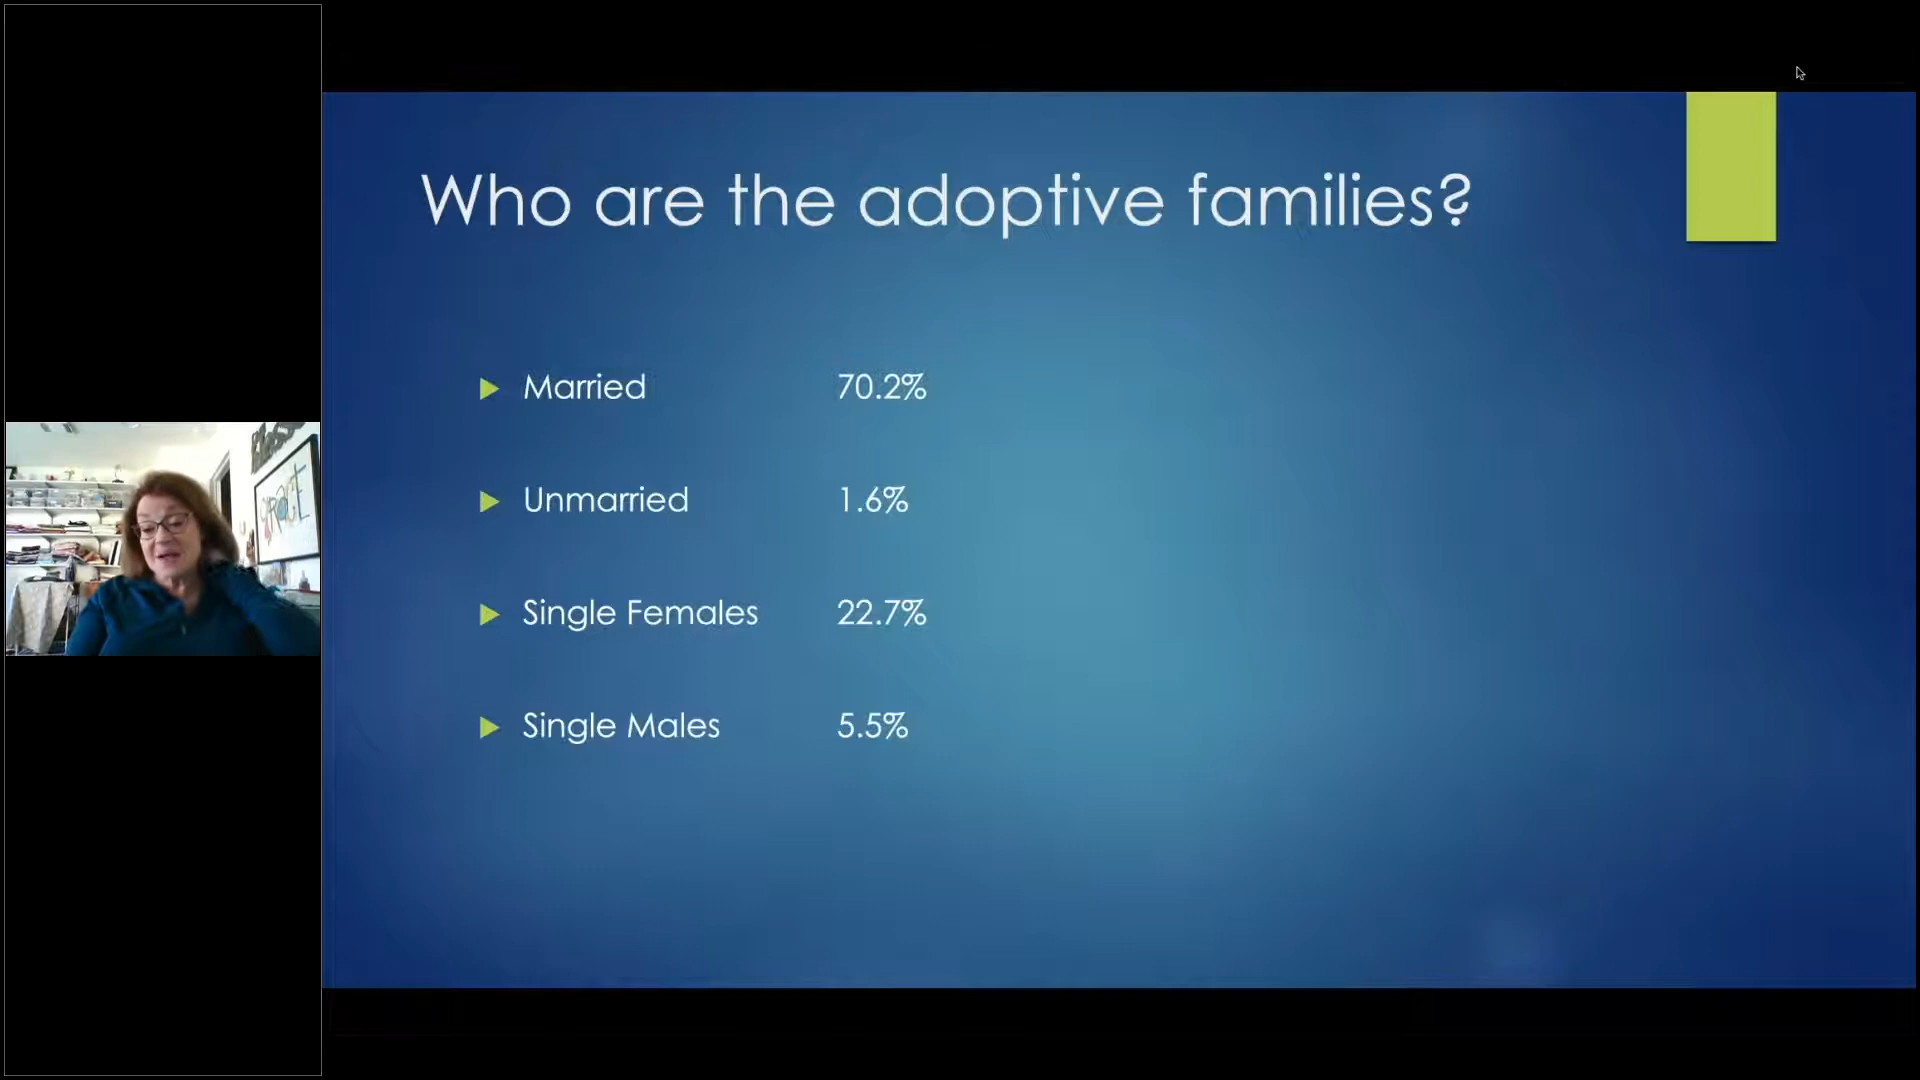 Who are the adoptive families?
Married 70.2%
Unmarried 1.6%
Single Females 22.7%
Single Males 5.5%
GRACE